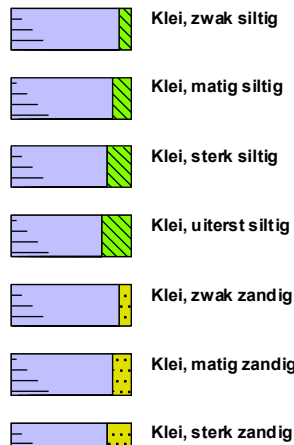 Klei, zwak siltig
Klei, matig siltig
Klei, sterk siltig
Klei, uiterst siltig
Klei, zwak zandig
Klei, matig zandig
Klei, sterk zandig